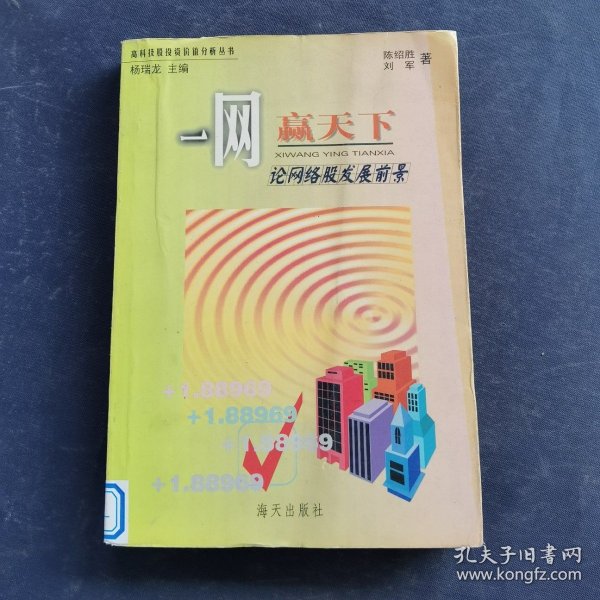 高科技股投资价值分析丛书
杨瑞龙 主编
陈绍胜
刘 军 著
一网 赢天下
XIWANG YING TIANXIA
论网络股发展前景
+1.88969
+1.88969
+1.88969
+1.88969
海天出版社
孔夫子旧书网
www.kongfz.com